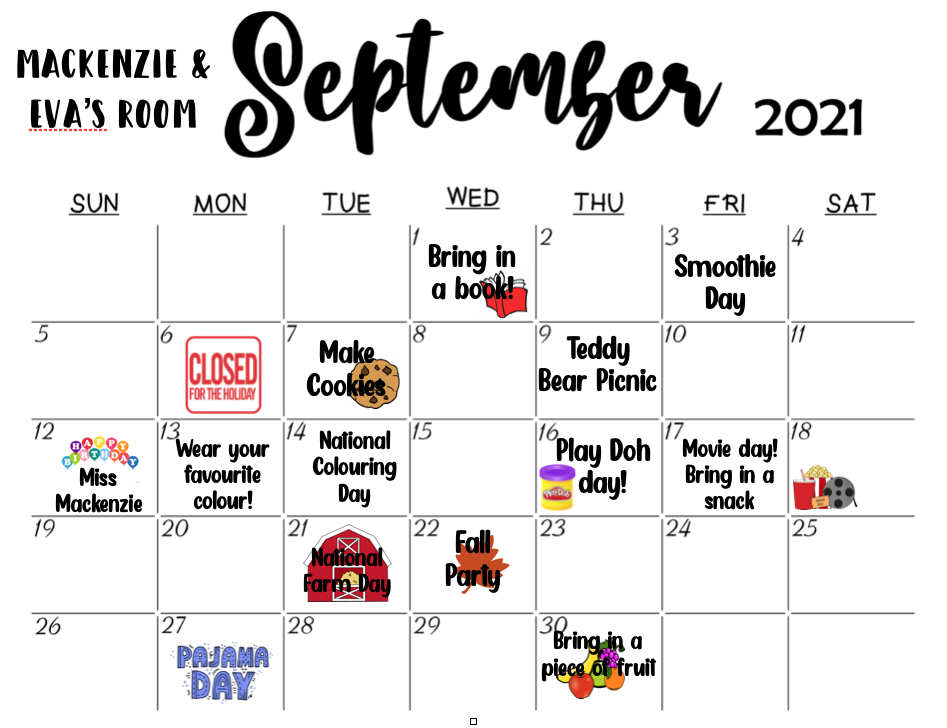 MACKENZIE &
EVA'S ROOM
September
2021
SUN MON TUE WED THU FRI SAT
1 2 3 4
Bring in
a book!
Smoothie
Day
5 6 7 8 9 10 11
CLOSED
FOR THE HOLIDAY
Make
Cookies
Teddy
Bear Picnic
12 13 14 15 16 17 18
HAPPY
BIRTHDAY
Miss
Mackenzie
Wear your
favourite
colour!
National
Colouring
Day
Play Doh
day!
Play-Doh
Movie day!
Bring in a
snack
19 20 21 22 23 24 25
National
Farm Day
Fall
Party
26 27 28 29 30
PAJAMA
DAY
Bring in a
piece of fruit